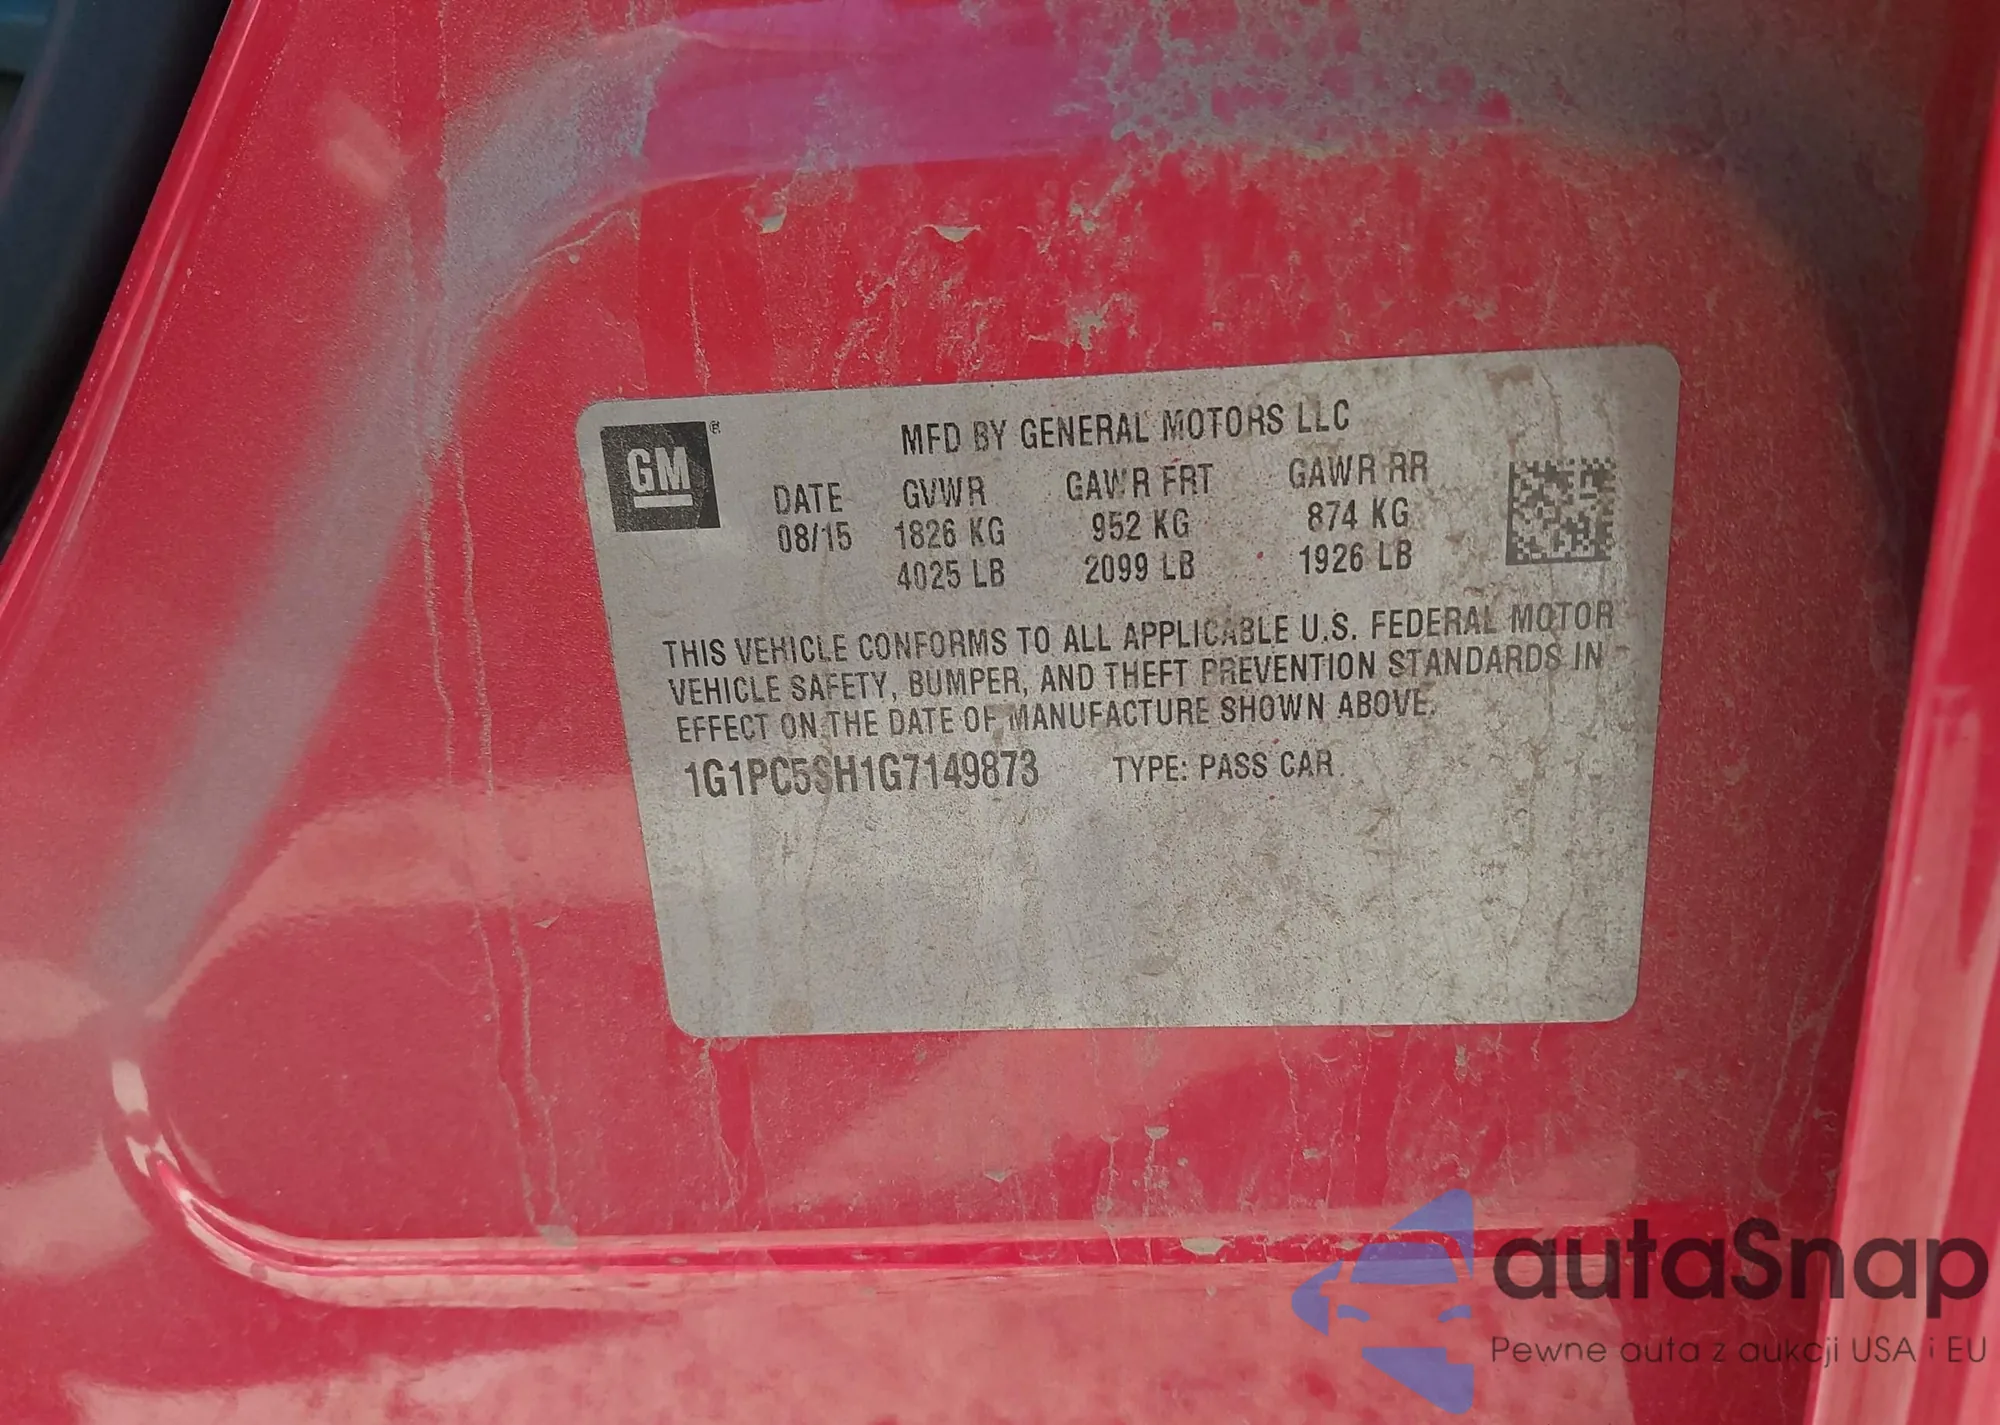 GM ®
MFD BY GENERAL MOTORS LLC
DATE GVWR GAWR FRT GAWR RR
08/15 1826 KG 952 KG 874 KG
4025 LB 2099 LB 1926 LB
THIS VEHICLE CONFORMS TO ALL APPLICABLE U.S. FEDERAL MOTOR
VEHICLE SAFETY, BUMPER, AND THEFT PREVENTION STANDARDS IN
EFFECT ON THE DATE OF MANUFACTURE SHOWN ABOVE.
1G1PC5SH1G7149873 TYPE: PASS CAR
autaSnap
Pewne auta z aukcji USA i EU